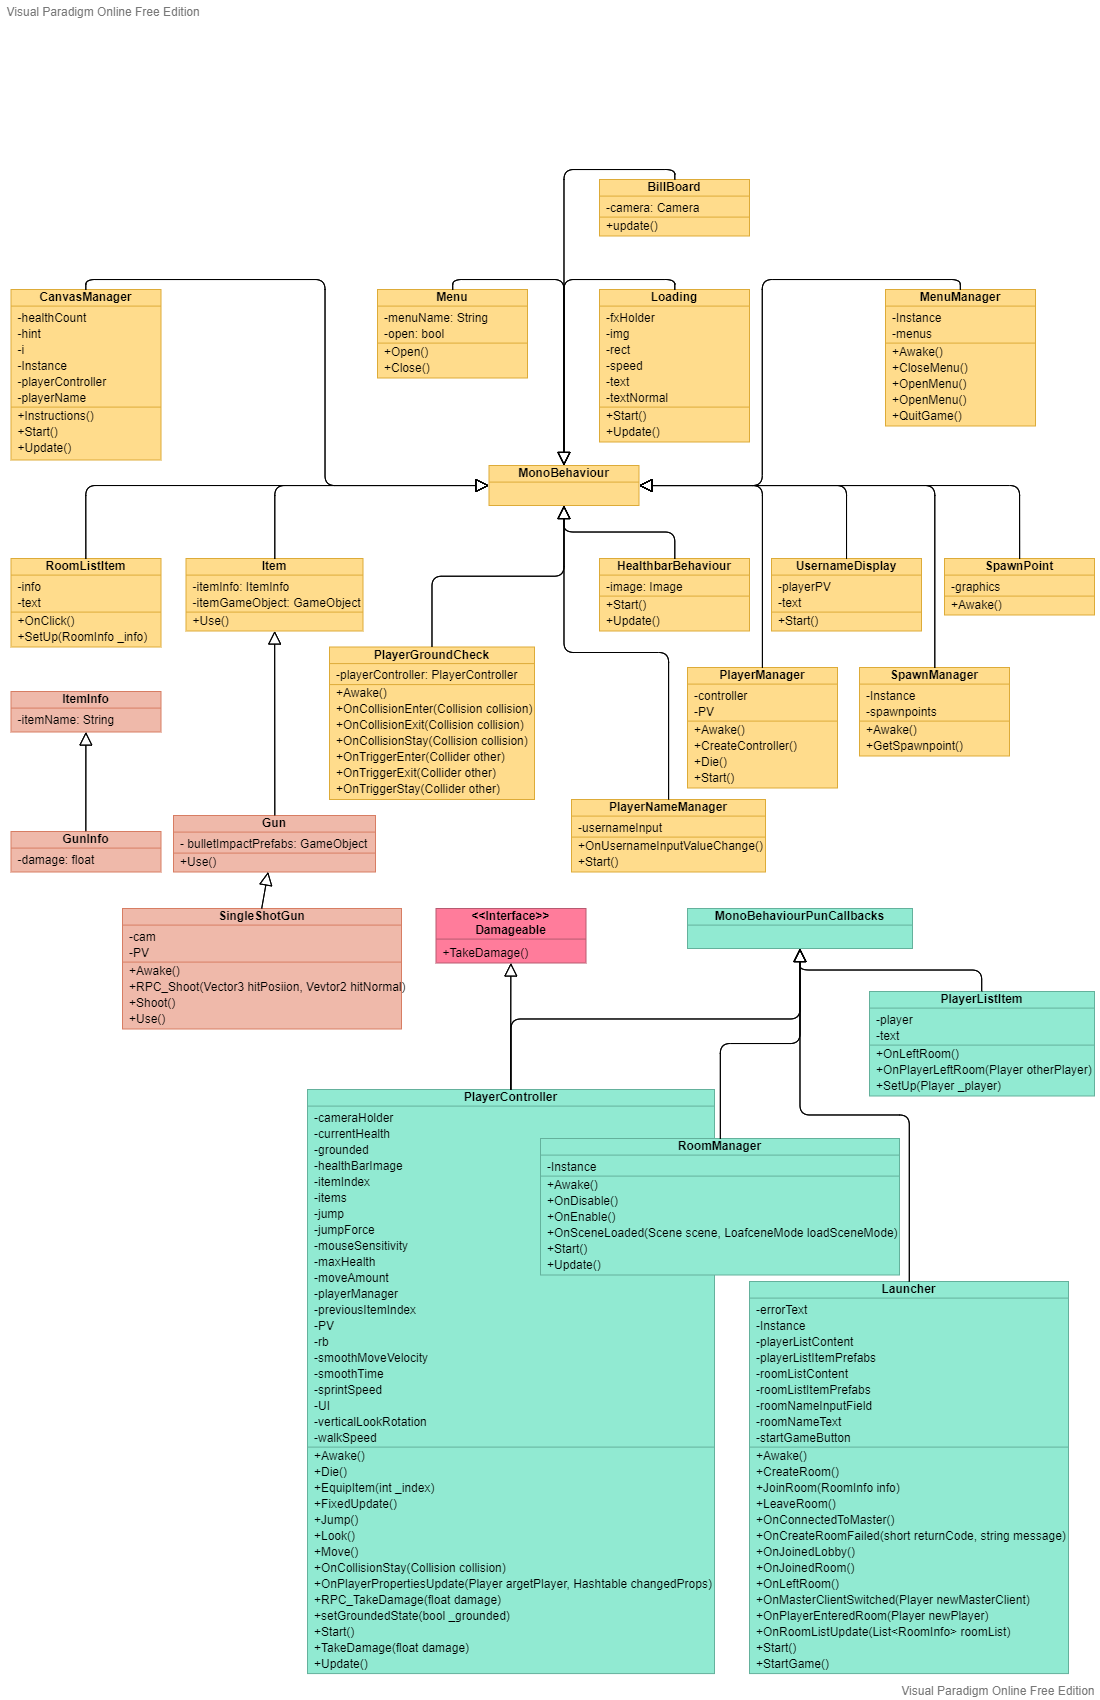 Visual Paradigm Online Free Edition
BillBoard
-camera: Camera
+update()
CanvasManager
-healthCount
-hint
-i
-Instance
-playerController
-playerName
+Instructions()
+Start()
+Update()
Menu
-menuName: String
-open: bool
+Open()
+Close()
Loading
-fxHolder
-img
-rect
-speed
-text
-textNormal
+Start()
+Update()
MenuManager
-Instance
-menus
+Awake()
+CloseMenu()
+OpenMenu()
+OpenMenu()
+QuitGame()
MonoBehaviour
RoomListItem
-info
-text
+OnClick()
+SetUp(RoomInfo _info)
Item
-itemInfo: ItemInfo
-itemGameObject: GameObject
+Use()
HealthbarBehaviour
-image: Image
+Start()
+Update()
UsernameDisplay
-playerPV
-text
+Start()
SpawnPoint
-graphics
+Awake()
PlayerGroundCheck
-playerController: PlayerController
+Awake()
+OnCollisionEnter(Collision collision)
+OnCollisionExit(Collision collision)
+OnCollisionStay(Collision collision)
+OnTriggerEnter(Collider other)
+OnTriggerExit(Collider other)
+OnTriggerStay(Collider other)
PlayerManager
-controller
-PV
+Awake()
+CreateController()
+Die()
+Start()
SpawnManager
-Instance
-spawnpoints
+Awake()
+GetSpawnpoint()
ItemInfo
-itemName: String
PlayerNameManager
-usernameInput
+OnUsernameInputValueChange()
+Start()
GunInfo
-damage: float
Gun
- bulletImpactPrefabs: GameObject
+Use()
SingleShotGun
-cam
-PV
+Awake()
+RPC_Shoot(Vector3 hitPosiion, Vevtor2 hitNormal)
+Shoot()
+Use()
<<Interface>>
Damageable
+TakeDamage()
MonoBehaviourPunCallbacks
PlayerListItem
-player
-text
+OnLeftRoom()
+OnPlayerLeftRoom(Player otherPlayer)
+SetUp(Player _player)
PlayerController
-cameraHolder
-currentHealth
-grounded
-healthBarImage
-itemIndex
-items
-jump
-jumpForce
-mouseSensitivity
-maxHealth
-moveAmount
-playerManager
-previousItemIndex
-PV
-rb
-smoothMoveVelocity
-smoothTime
-sprintSpeed
-UI
-verticalLookRotation
-walkSpeed
+Awake()
+Die()
+EquipItem(int _index)
+FixedUpdate()
+Jump()
+Look()
+Move()
+OnCollisionStay(Collision collision)
+OnPlayerPropertiesUpdate(Player argetPlayer, Hashtable changedProps)
+RPC_TakeDamage(float damage)
+setGroundedState(bool _grounded)
+Start()
+TakeDamage(float damage)
+Update()
RoomManager
-Instance
+Awake()
+OnDisable()
+OnEnable()
+OnSceneLoaded(Scene scene, LoafceneMode loadSceneMode)
+Start()
+Update()
Launcher
-errorText
-Instance
-playerListContent
-playerListItemPrefabs
-roomListContent
-roomListItemPrefabs
-roomNameInputField
-roomNameText
-startGameButton
+Awake()
+CreateRoom()
+JoinRoom(RoomInfo info)
+LeaveRoom()
+OnConnectedToMaster()
+OnCreateRoomFailed(short returnCode, string message)
+OnJoinedLobby()
+OnJoinedRoom()
+OnLeftRoom()
+OnMasterClientSwitched(Player newMasterClient)
+OnPlayerEnteredRoom(Player newPlayer)
+OnRoomListUpdate(List<RoomInfo> roomList)
+Start()
+StartGame()
Visual Paradigm Online Free Edition